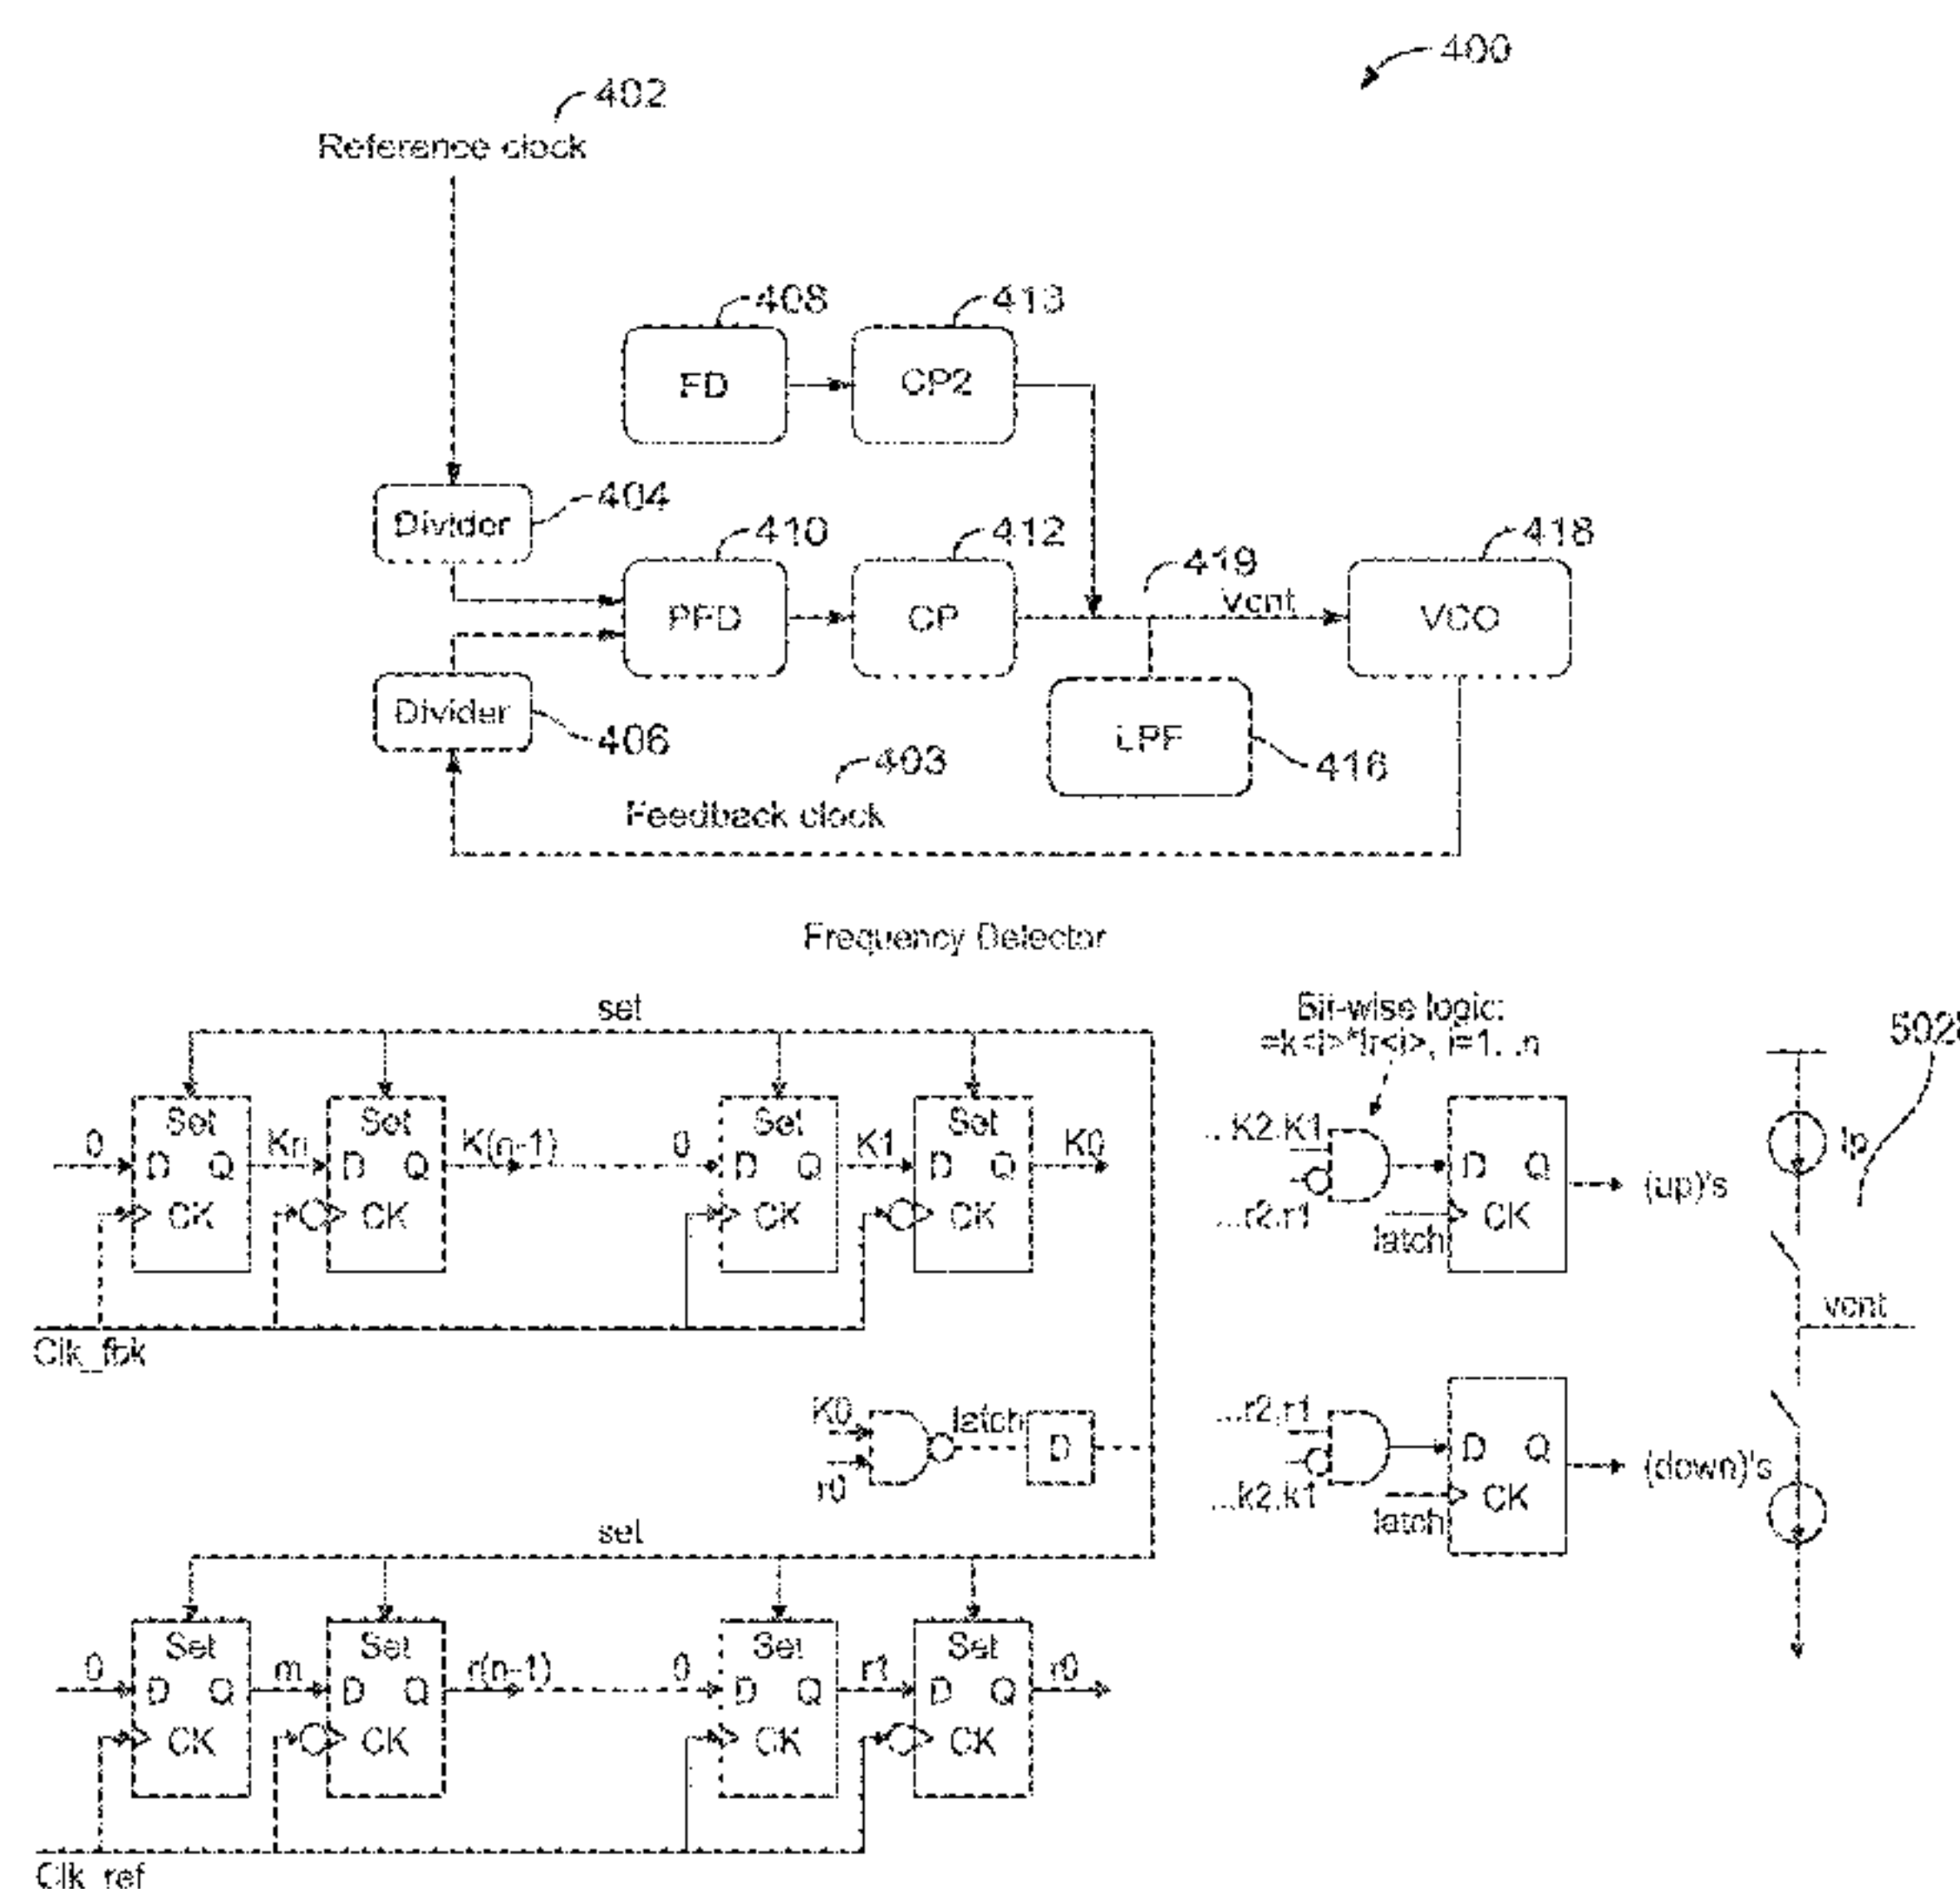 400
402
Reference clock
408
413
FD
CP2
404
Divider
410
412
419
418
PFD
CP
Vcnt
VCO
Divider
406
LPF
416
403
Feedback clock
Frequency Detector
set
Bit-wise logic:
=k<i>*!r<i>, i=1...n
Set
Set
Set
Set
0
D
Q
Kn
D
Q
K(n-1)
0
D
Q
K1
D
Q
K0
CK
CK
CK
CK
Clk_fbk
...K2,K1
...r2,r1
D
Q
CK
latch
(up)'s
Ip
vcnt
K0
r0
latch
D
...r2,r1
...k2,k1
D
Q
CK
latch
(down)'s
set
Set
Set
Set
Set
0
D
Q
rn
D
Q
r(n-1)
0
D
Q
r1
D
Q
r0
CK
CK
CK
CK
Clk_ref